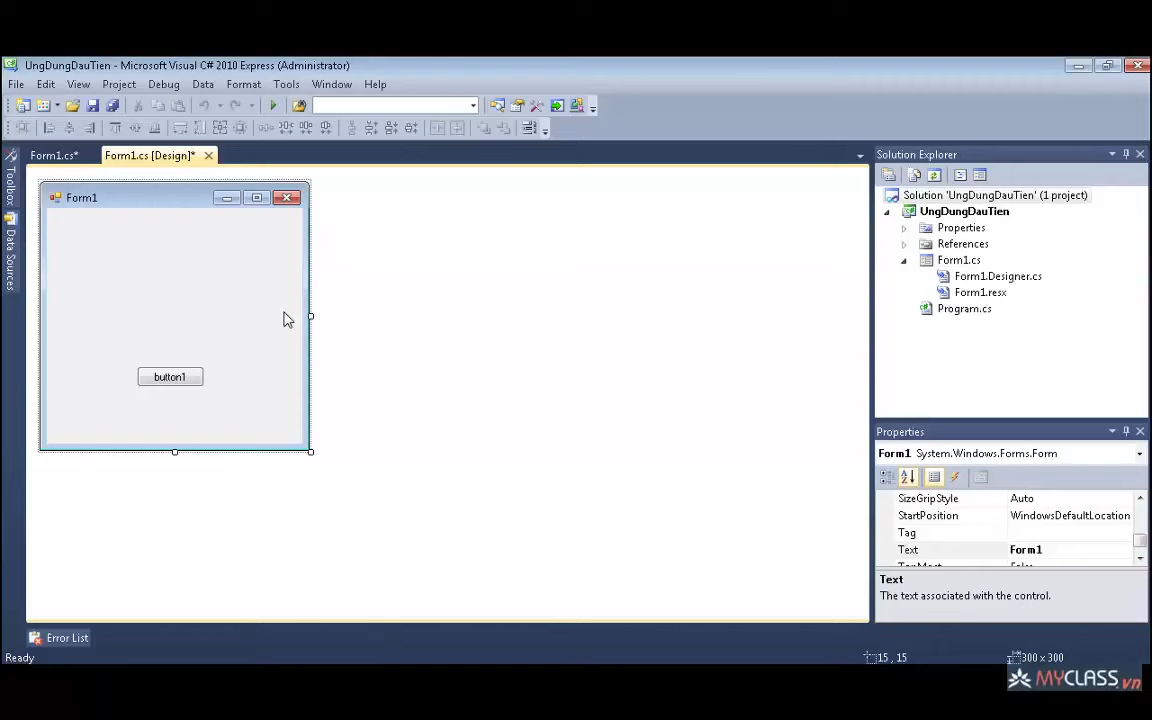 UngDungDauTien - Microsoft Visual C# 2010 Express (Administrator)
File Edit View Project Debug Data Format Tools Window Help
Form1.cs* Form1.cs [Design]*
Toolbox
Data Sources
Form1
button1
Solution Explorer
Solution 'UngDungDauTien' (1 project)
UngDungDauTien
Properties
References
Form1.cs
Form1.Designer.cs
Form1.resx
Program.cs
Properties
Form1 System.Windows.Forms.Form
SizeGripStyle Auto
StartPosition WindowsDefaultLocation
Tag
Text Form1
Text
The text associated with the control.
Error List
Ready 15 , 15 300 x 300
MYCLASS.vn